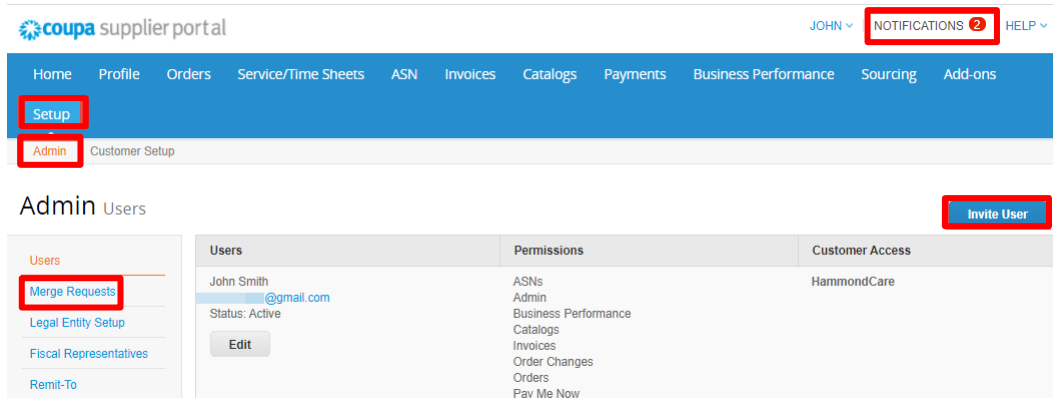 coupa supplier portal JOHN NOTIFICATIONS 2 HELP
Home Profile Orders Service/Time Sheets ASN Invoices Catalogs Payments Business Performance Sourcing Add-ons
Setup
Admin Customer Setup
Admin Users
Invite User
Users
Merge Requests
Legal Entity Setup
Fiscal Representatives
Remit-To
Users Permissions Customer Access
John Smith ASNs HammondCare
@gmail.com Admin
Status: Active Business Performance
Catalogs
Edit Invoices
Order Changes
Orders
Pay Me Now